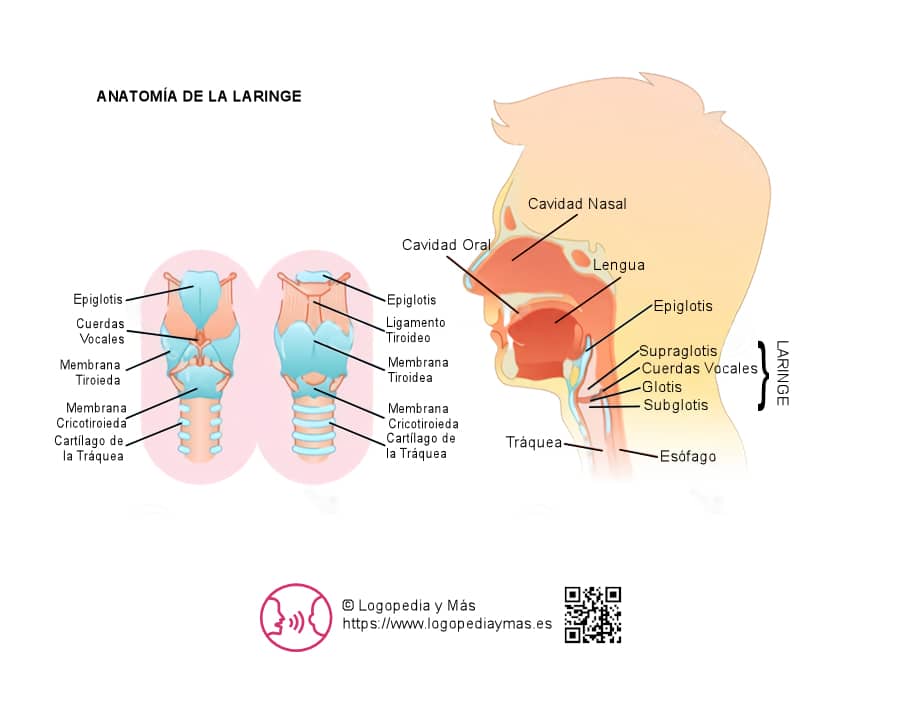 ANATOMÍA DE LA LARINGE
Epiglotis
Cuerdas
Vocales
Membrana
Tiroieda
Membrana
Cricotiroieda
Cartílago de
la Tráquea
Epiglotis
Ligamento
Tiroideo
Membrana
Tiroidea
Membrana
Cricotiroieda
Cartílago de
la Tráquea
Cavidad Nasal
Cavidad Oral
Lengua
Epiglotis
Supraglotis
Cuerdas Vocales
Glotis
Subglotis
LARINGE
Tráquea
Esófago
© Logopedia y Más
https://www.logopediaymas.es